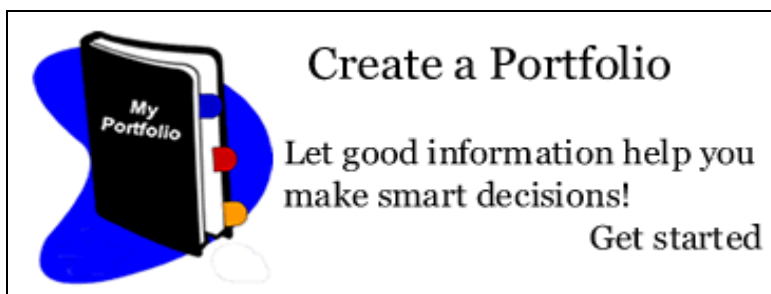 My
Portfolio
Create a Portfolio
Let good information help you
make smart decisions!
Get started